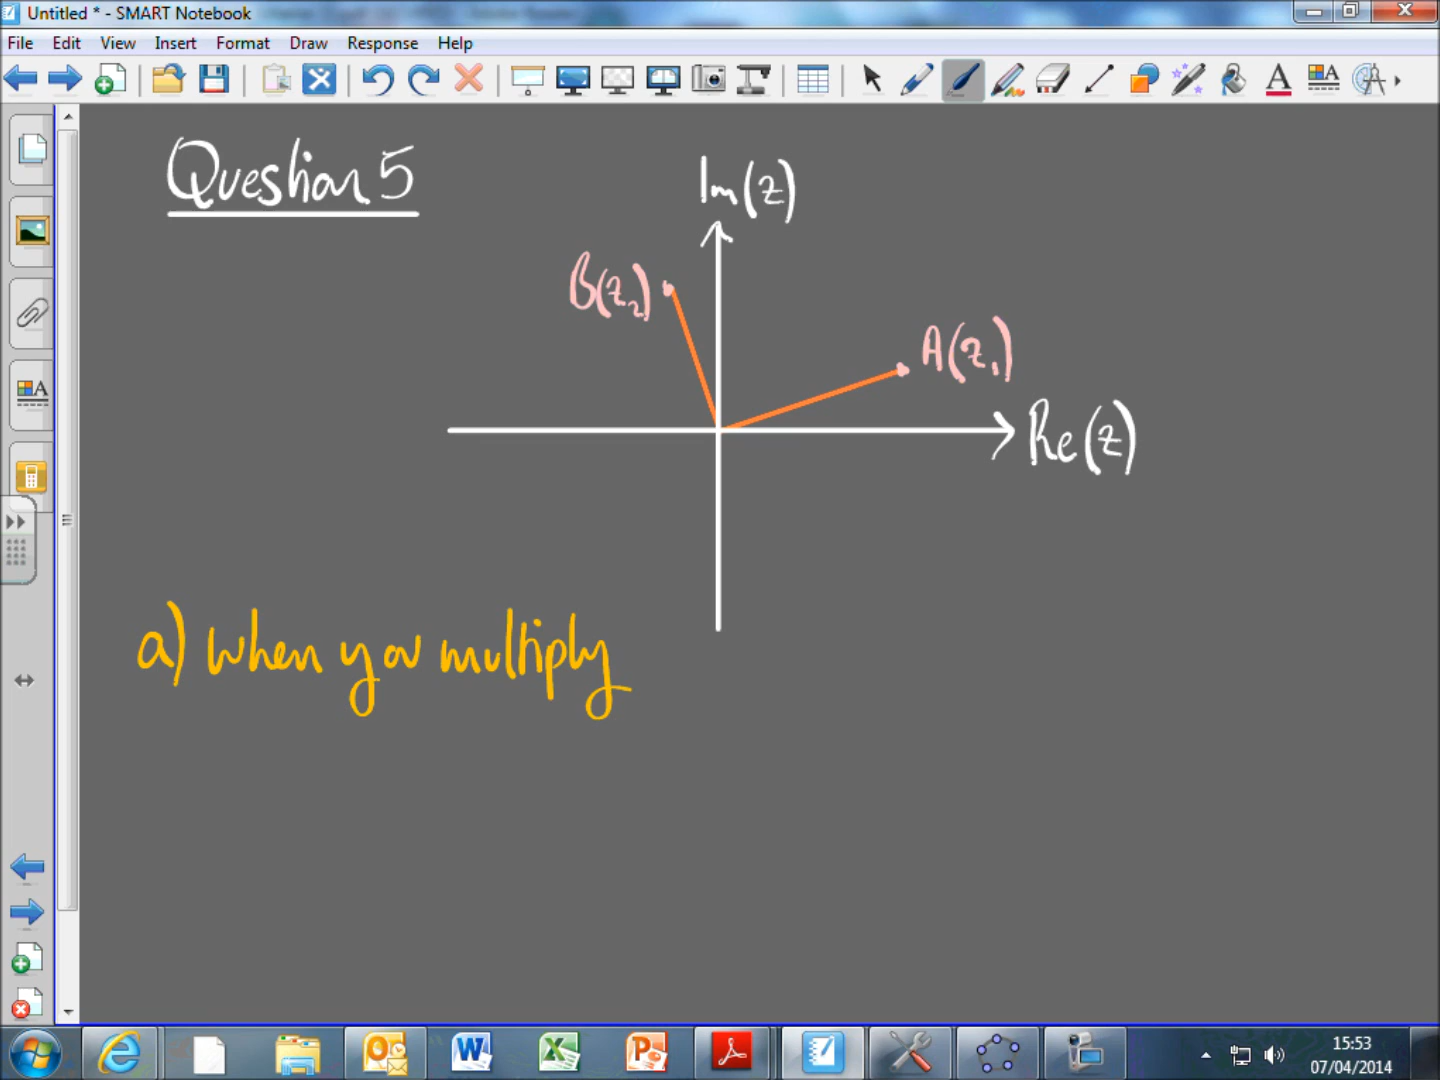 Untitled * - SMART Notebook
File Edit View Insert Format Draw Response Help
Question 5
Im(z)
B(z₂)
A(z₁)
Re(z)
a) When you multiply
15:53
07/04/2014